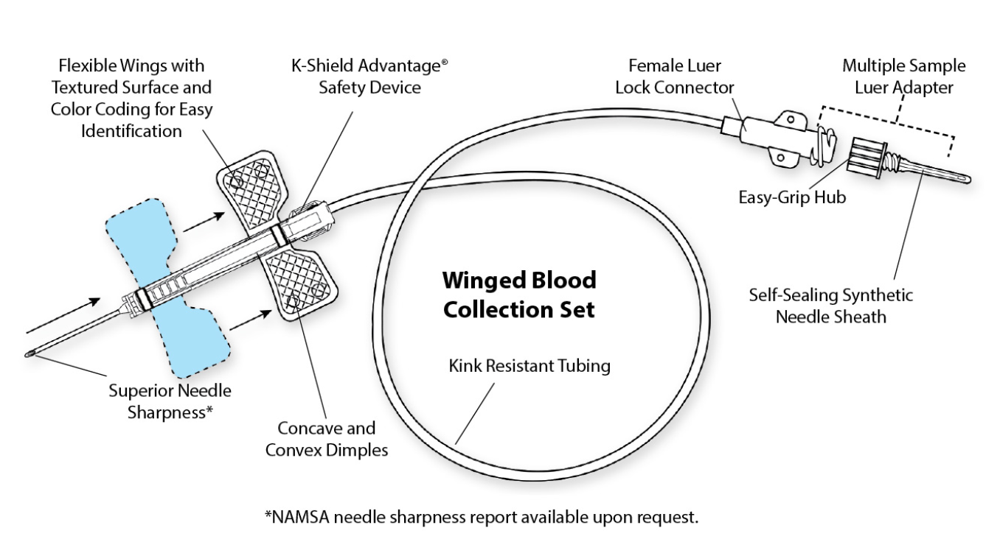 Flexible Wings with
Textured Surface and
Color Coding for Easy
Identification
K-Shield Advantage®
Safety Device
Female Luer
Lock Connector
Multiple Sample
Luer Adapter
Easy-Grip Hub
Self-Sealing Synthetic
Needle Sheath
Winged Blood
Collection Set
Kink Resistant Tubing
Superior Needle
Sharpness*
Concave and
Convex Dimples
*NAMSA needle sharpness report available upon request.